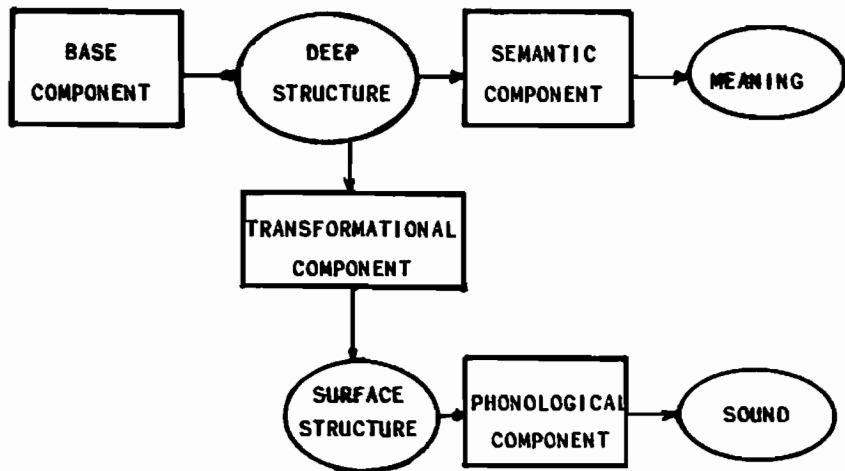 BASE
COMPONENT
DEEP
STRUCTURE
SEMANTIC
COMPONENT
MEANING
TRANSFORMATIONAL
COMPONENT
SURFACE
STRUCTURE
PHONOLOGICAL
COMPONENT
SOUND